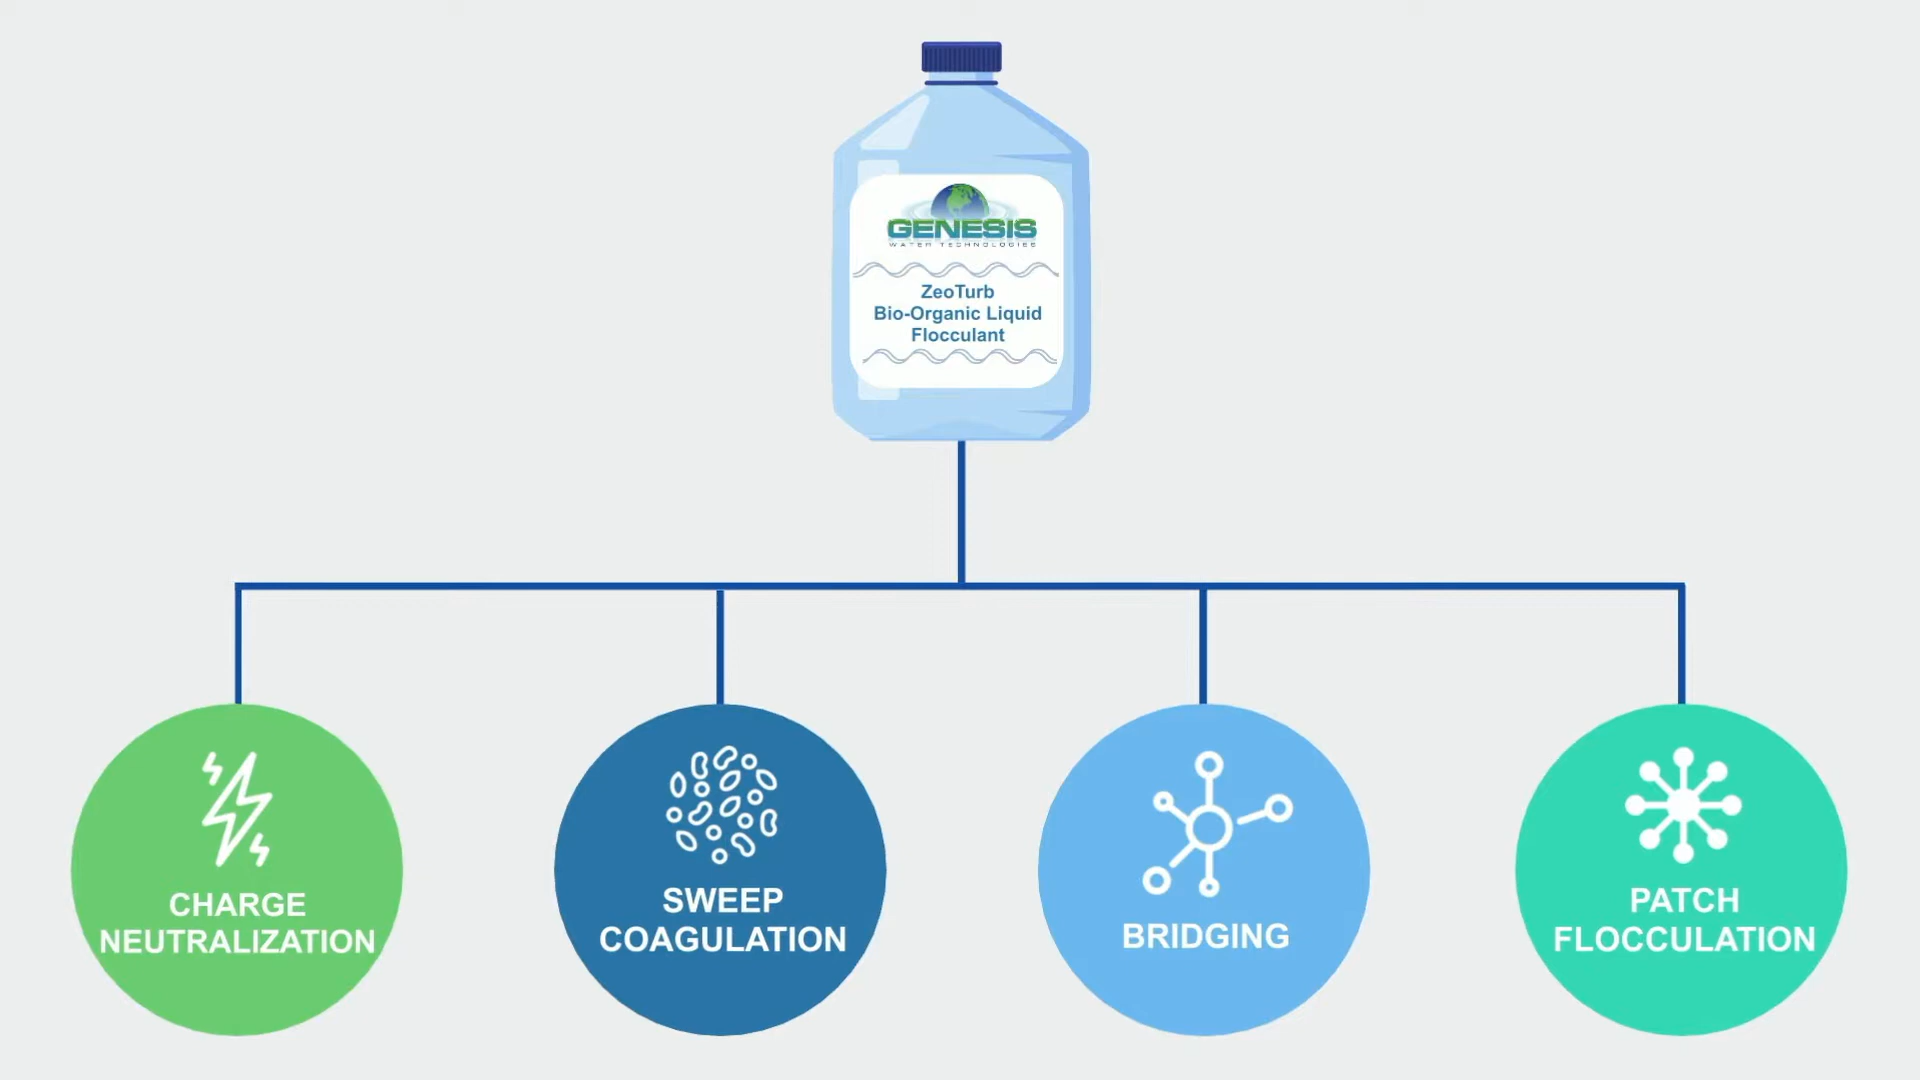 GENESIS
WATER TECHNOLOGIES
ZeoTurb
Bio-Organic Liquid
Flocculant
CHARGE
NEUTRALIZATION
SWEEP
COAGULATION
BRIDGING
PATCH
FLOCCULATION